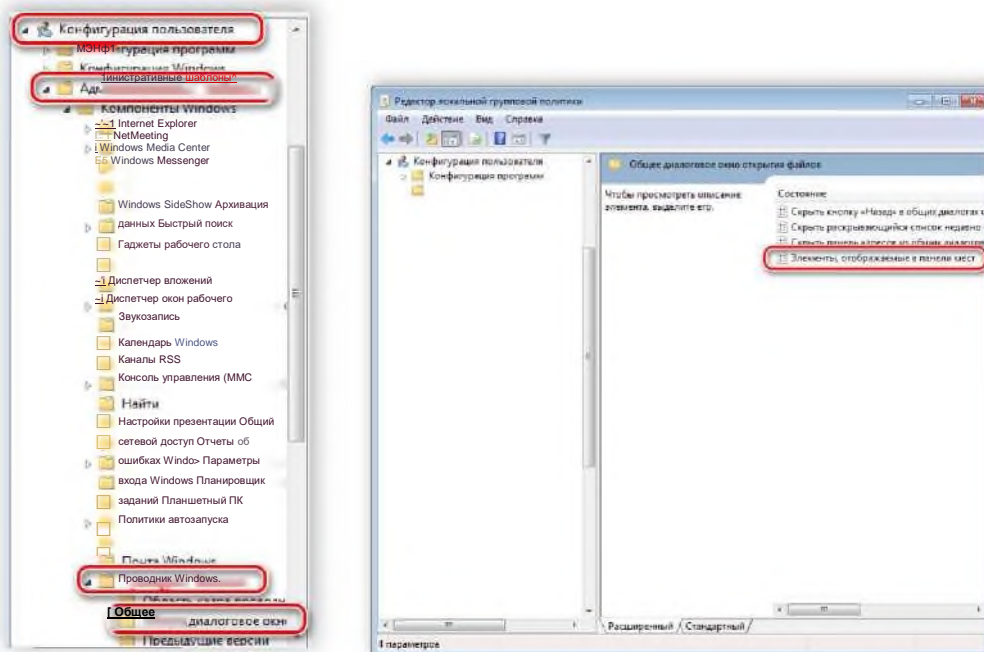 Конфигурация пользователя
МЭНф1гурация программ
Конфигурация Windows
Адм
1инистративные шаблоны^
Компоненты Windows
~'~1 Internet Explorer
NetMeeting
i Windows Media Center
Windows Messenger
Windows SideShow Архивация
данных Быстрый поиск
Гаджеты рабочего стола
~1 Диспетчер вложений
~i Диспетчер окон рабочего
Звукозапись
Календарь Windows
Каналы RSS
Консоль управления (MMC
Найти
Настройки презентации Общий
сетевой доступ Отчеты об
ошибках Windo> Параметры
входа Windows Планировщик
заданий Планшетный ПК
Политики автозапуска
Почта Windows
Проводник Windows.
[ Общее
диалоговое окн
Предыдущие версии
Редактор локальной групповой политики
Файл Действие Вид Справка
Конфигурация пользователя
Конфигурация программ
Общее диалоговое окно открытия файлов
Чтобы просмотреть описание
элемента, выделите его.
Состояние
Скрыть кнопку «Назад» в общих диалогах
Скрыть раскрывающийся список недавно
Скрыть панель адресов из общих диалогов
Элементы, отображаемые в панели мест
Расширенный / Стандартный /
4 параметров